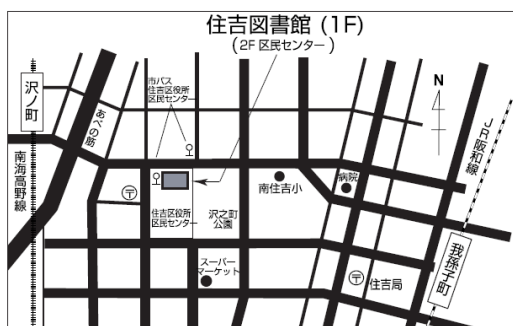 住吉図書館 (1F)
(2F 区民センター)
沢ノ町
南海高野線
あべの筋
市バス
住吉区役所
区民センター
N
JR阪和線
〒
住吉区役所
区民センター
沢之町
公園
南住吉小
病院
我孫子町
スーパー
マーケット
〒
住吉局